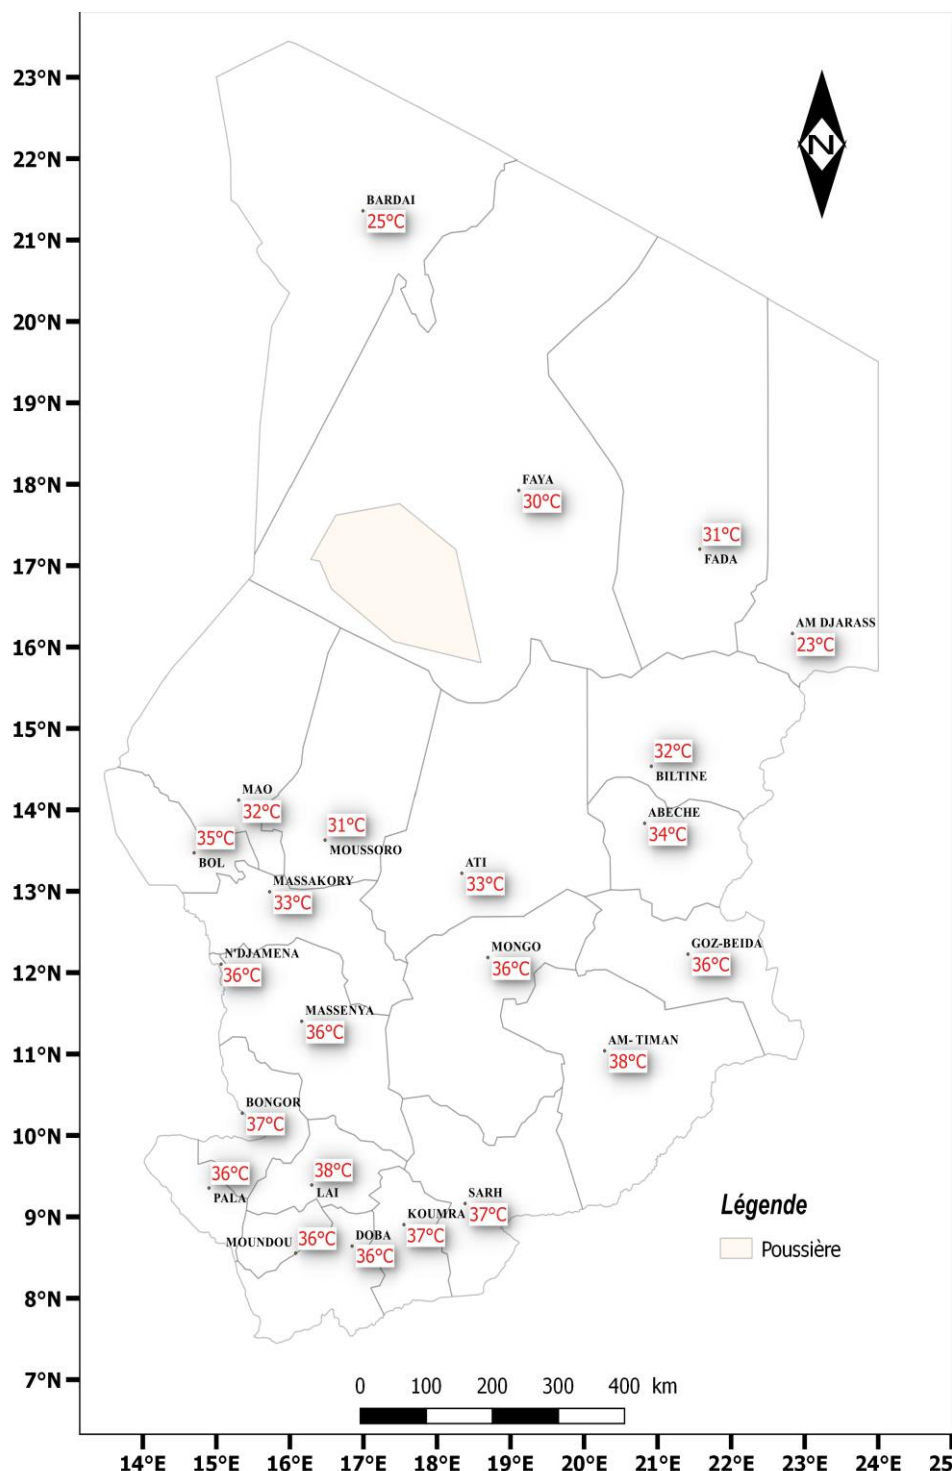 23°N
22°N
21°N
20°N
19°N
18°N
17°N
16°N
15°N
14°N
13°N
12°N
11°N
10°N
9°N
8°N
7°N
N
BARDAI
25°C
FAYA
30°C
31°C
FADA
AM DJARASS
23°C
32°C
BILTINE
MAO
32°C
ABECHE
34°C
35°C
BOL
31°C
MOUSSORO
ATI
33°C
MASSAKORY
33°C
N'DJAMENA
36°C
MONGO
36°C
GOZ-BEIDA
36°C
MASSENYA
36°C
AM- TIMAN
38°C
BONGOR
37°C
36°C
PALA
38°C
LAI
SARH
37°C
KOUMRA
37°C
MOUNDOU
36°C
DOBA
36°C
Légende
Poussière
0 100 200 300 400 km
14°E 15°E 16°E 17°E 18°E 19°E 20°E 21°E 22°E 23°E 24°E 25